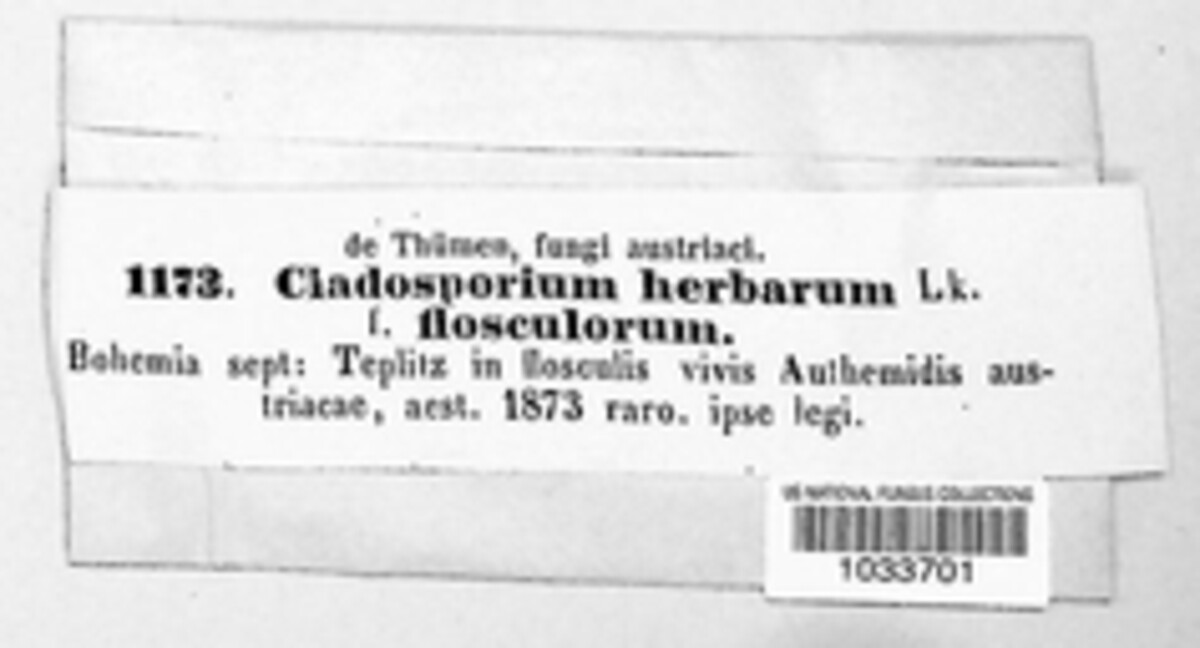 de Thümen, fungi austriaci.
1173. Cladosporium herbarum Lk.
f. flosculorum.
Bohemia sept: Teplitz in flosculis vivis Anthemidis aus-
triacae, aest. 1873 raro. ipse legi.
US NATIONAL FUNGUS COLLECTIONS
1033701